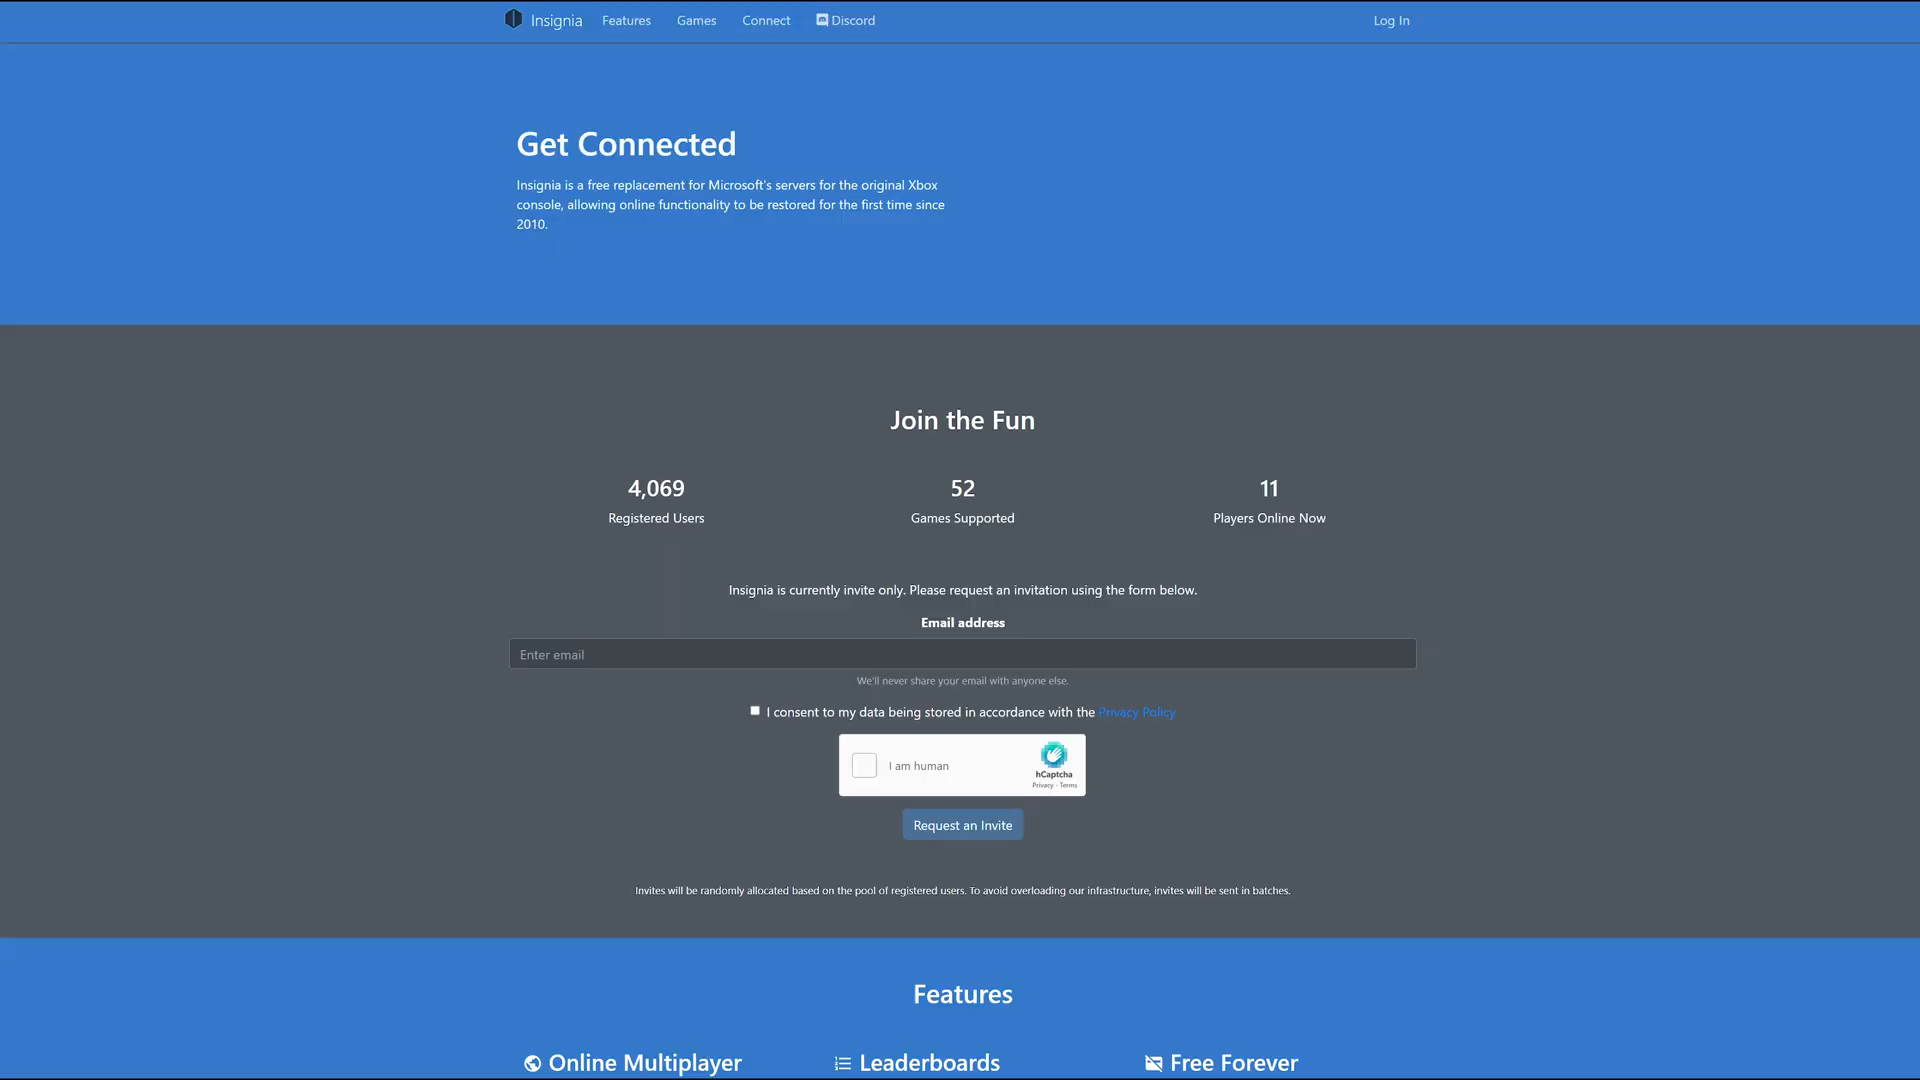 Insignia Features Games Connect Discord Log In
Get Connected
Insignia is a free replacement for Microsoft's servers for the original Xbox
console, allowing online functionality to be restored for the first time since
2010.
Join the Fun
4,069 52 11
Registered Users Games Supported Players Online Now
Insignia is currently invite only. Please request an invitation using the form below.
Email address
Enter email
We'll never share your email with anyone else.
I consent to my data being stored in accordance with the Privacy Policy
I am human
hCaptcha
Privacy - Terms
Request an Invite
Invites will be randomly allocated based on the pool of registered users. To avoid overloading our infrastructure, invites will be sent in batches.
Features
Online Multiplayer Leaderboards Free Forever